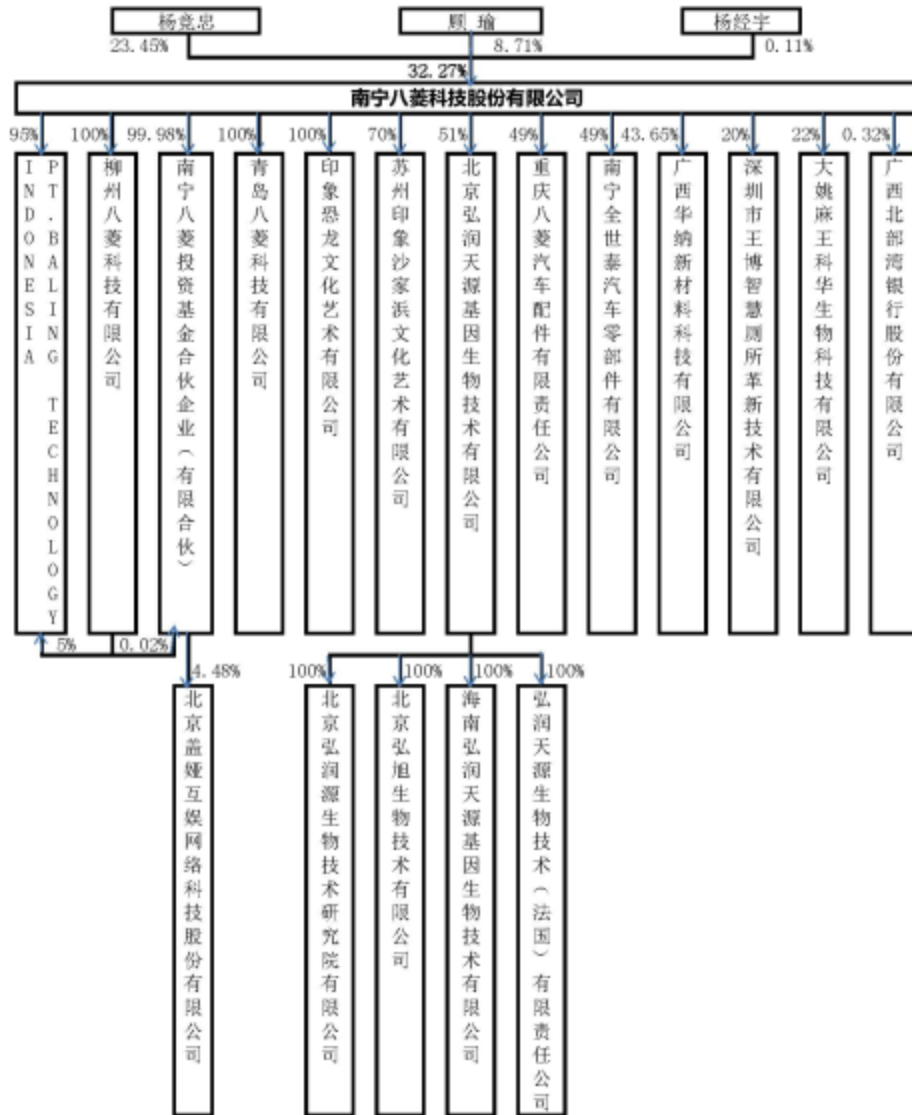 杨竞忠
顾瑜
杨经宇
23.45%
8.71%
0.11%
32.27%
南宁八菱科技股份有限公司
95%
100%
99.98%
100%
100%
70%
51%
49%
49%
43.65%
20%
22%
0.32%
PT.BALING TECHNOLOGY
INDONESIA
柳州八菱科技有限公司
南宁八菱投资基金合伙企业(有限合伙)
青岛八菱科技有限公司
印象恐龙文化艺术有限公司
苏州印象沙家浜文化艺术有限公司
北京弘润天源基因生物技术有限公司
重庆八菱汽车配件有限责任公司
南宁全世泰汽车零部件有限公司
广西华纳新材料科技有限公司
深圳市王博智慧厕所革新技术有限公司
大姚麻王科华生物科技有限公司
广西北部湾银行股份有限公司
5%
0.02%
4.48%
100%
100%
100%
100%
北京盖娅互娱网络科技股份有限公司
北京弘润源生物技术研究院有限公司
北京弘旭生物技术有限公司
海南弘润天源基因生物技术有限公司
弘润天源生物技术(法国)有限责任公司